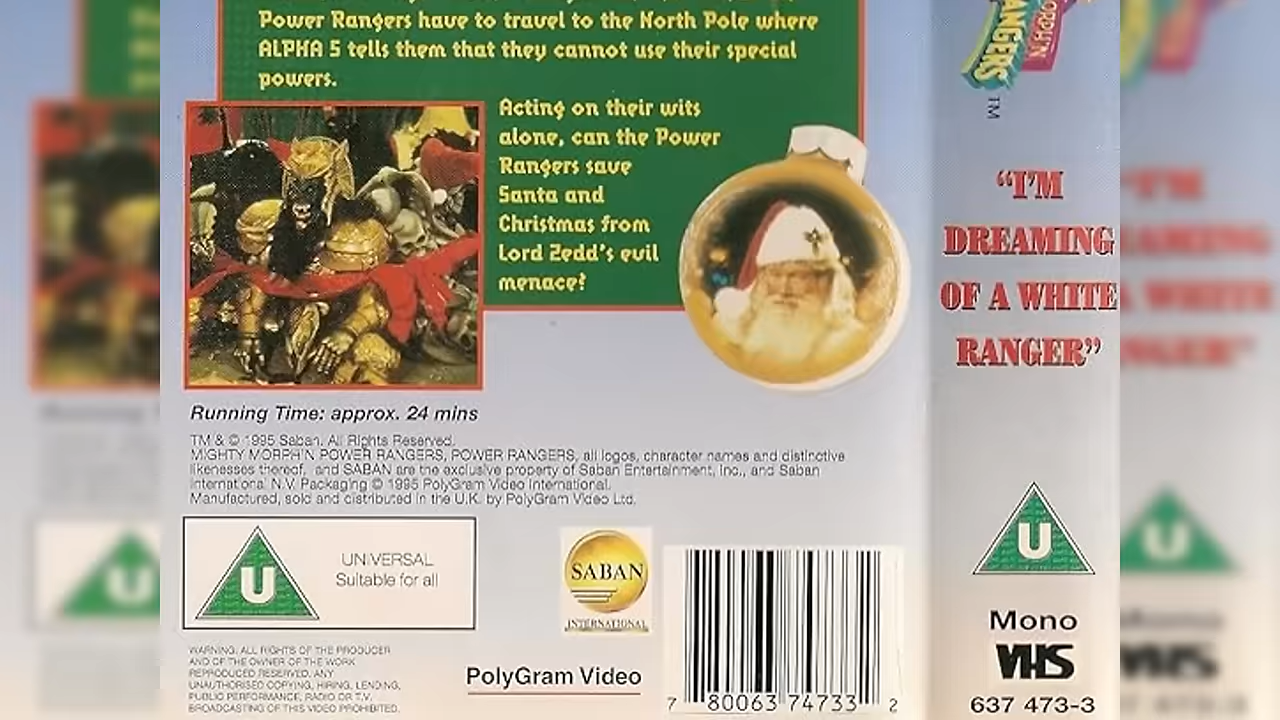 Power Rangers have to travel to the North Pole where
ALPHA 5 tells them that they cannot use their special
powers.
Acting on their wits
alone, can the Power
Rangers save
Santa and
Christmas from
Lord Zedd's evil
menace?
Running Time: approx. 24 mins
TM & © 1995 Saban. All Rights Reserved.
MIGHTY MORPHIN POWER RANGERS, POWER RANGERS, all logos, character names and distinctive
likenesses thereof, and SABAN are the exclusive property of Saban Entertainment, Inc., and Saban
International N.V. Packaging © 1995 PolyGram Video International.
Manufactured, sold and distributed in the U.K. by PolyGram Video Ltd.
U
UNIVERSAL
Suitable for all
SABAN
INTERNATIONAL
WARNING: ALL RIGHTS OF THE PRODUCER
AND OF THE OWNER OF THE WORK
REPRODUCED RESERVED. ANY
UNAUTHORISED COPYING, HIRING, LENDING,
PUBLIC PERFORMANCE, RADIO OR T.V.
BROADCASTING OF THIS VIDEO PROHIBITED.
PolyGram Video
7 80063 74733 2
MORPHIN
RANGERS
TM
"I'M
DREAMING
OF A WHITE
RANGER"
U
Mono
VHS
637 473-3